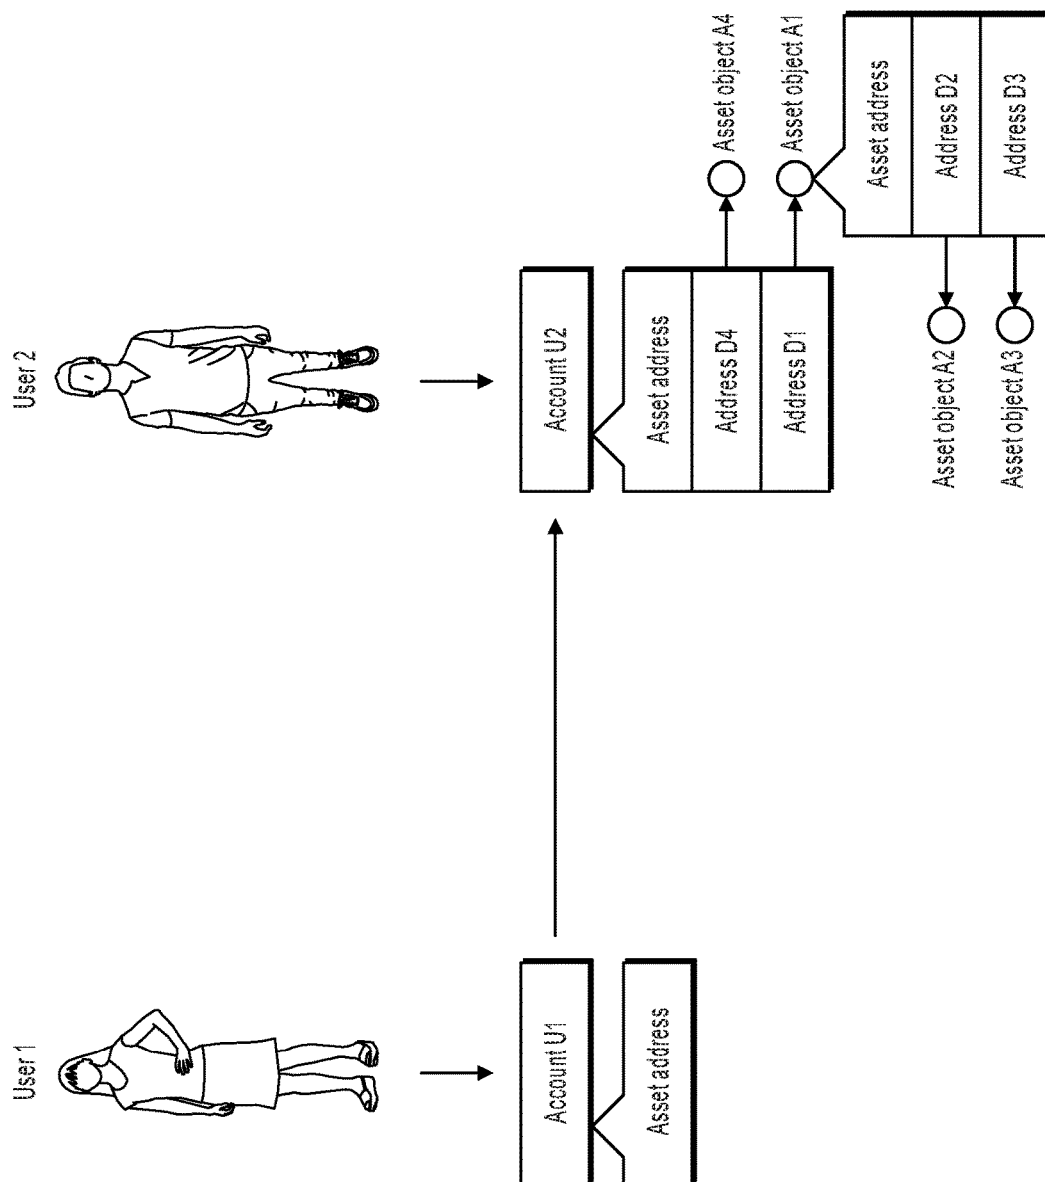 User 1
Account U1
Asset address
User 2
Account U2
Asset address
Address D4
Address D1
Asset object A4
Asset object A1
Asset address
Address D2
Address D3
Asset object A2
Asset object A3